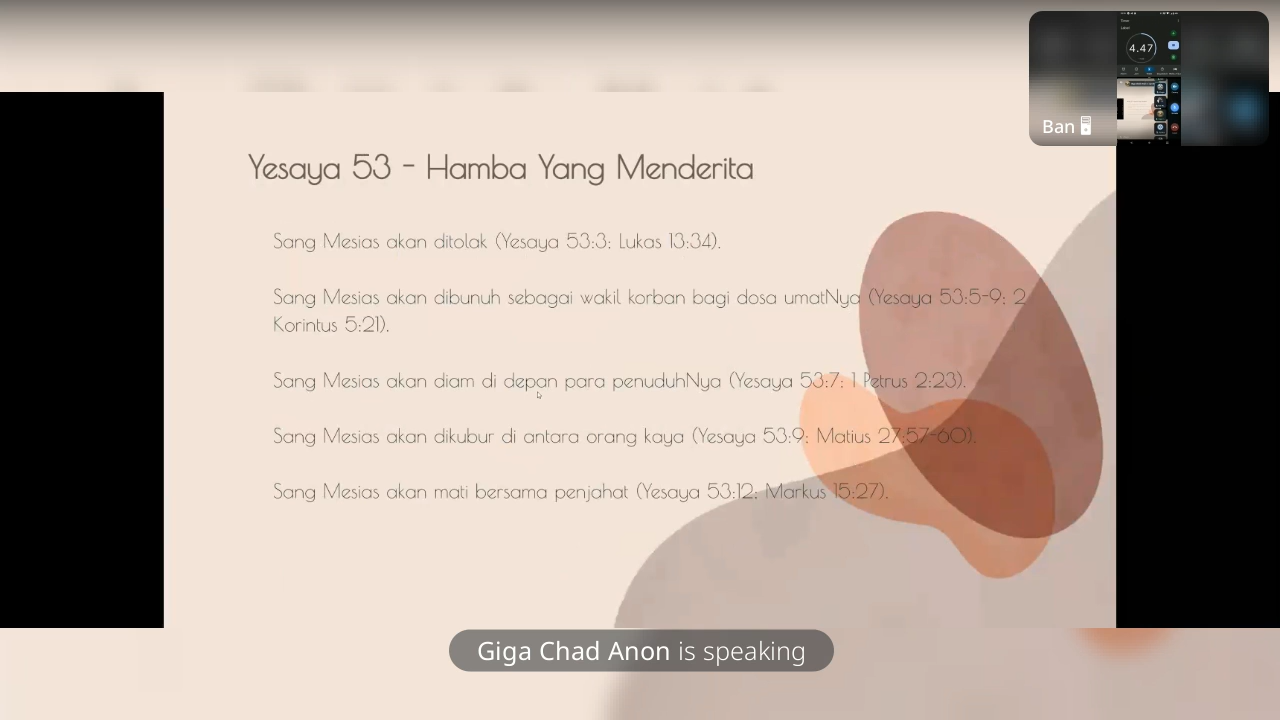 4.47
Ban
Yesaya 53 - Hamba Yang Menderita
Sang Mesias akan ditolak (Yesaya 53:3; Lukas 13:34).
Sang Mesias akan dibunuh sebagai wakil korban bagi dosa umatNya (Yesaya 53:5-9; 2
Korintus 5:21).
Sang Mesias akan diam di depan para penuduhNya (Yesaya 53:7; 1 Petrus 2:23).
Sang Mesias akan dikubur di antara orang kaya (Yesaya 53:9; Matius 27:57-60).
Sang Mesias akan mati bersama penjahat (Yesaya 53:12; Markus 15:27).
Giga Chad Anon is speaking